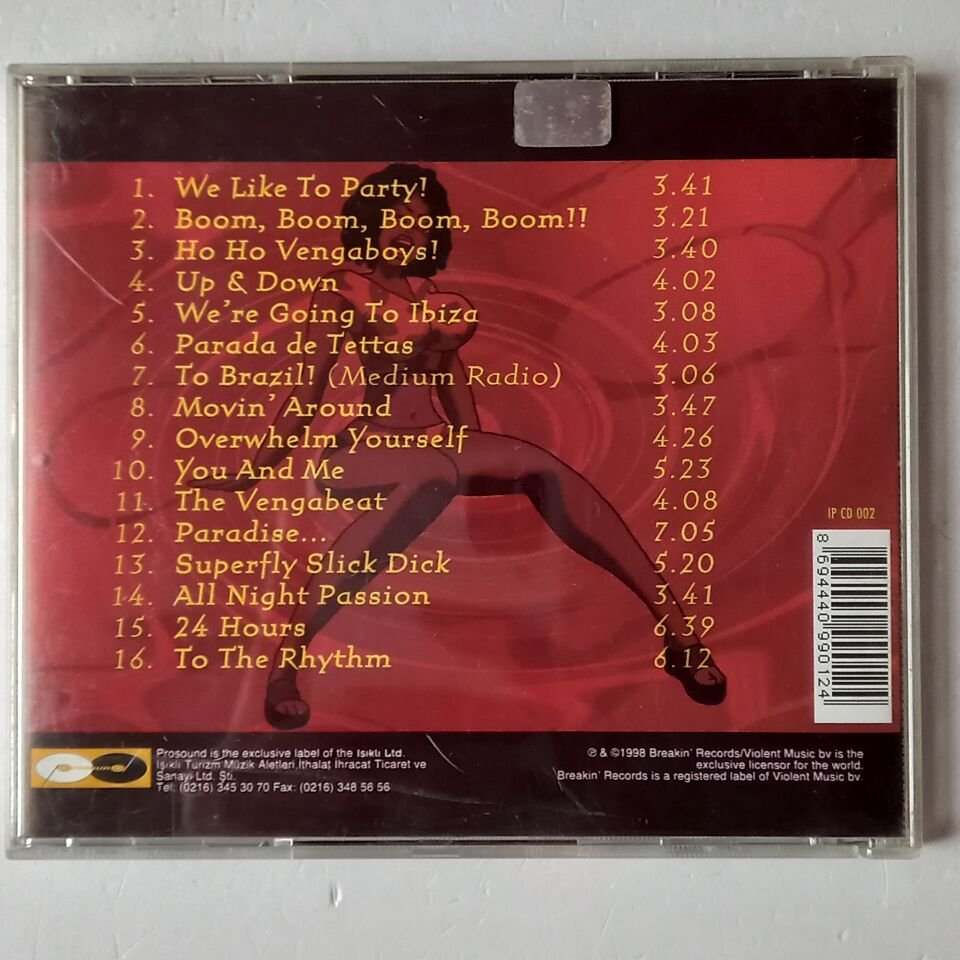 1. We Like To Party! 3.41
2. Boom, Boom, Boom, Boom!! 3.21
3. Ho Ho Vengaboys! 3.40
4. Up & Down 4.02
5. We're Going To Ibiza 3.08
6. Parada de Tettas 4.03
7. To Brazil! (Medium Radio) 3.06
8. Movin' Around 3.47
9. Overwhelm Yourself 4.26
10. You And Me 5.23
11. The Vengabeat 4.08
12. Paradise... 7.05
13. Superfly Slick Dick 5.20
14. All Night Passion 3.41
15. 24 Hours 6.39
16. To The Rhythm 6.12
IP CD 002
8 694440 990124
Prosound is the exclusive label of the Işıklı Ltd.
Işıklı Turizm Müzik Aletleri İthalat İhracat Ticaret ve
Sanayi Ltd. Şti.
Tel: (0216) 345 30 70 Fax: (0216) 348 56 56
℗ & ©1998 Breakin' Records/Violent Music bv is the
exclusive licensor for the world.
Breakin' Records is a registered label of Violent Music bv.